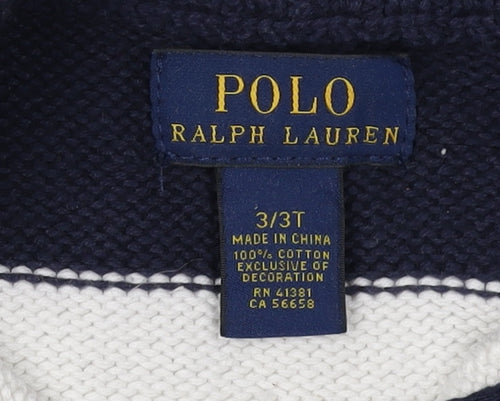 POLO
RALPH LAUREN
3/3T
MADE IN CHINA
100% COTTON
EXCLUSIVE OF
DECORATION
RN 41381
CA 56658